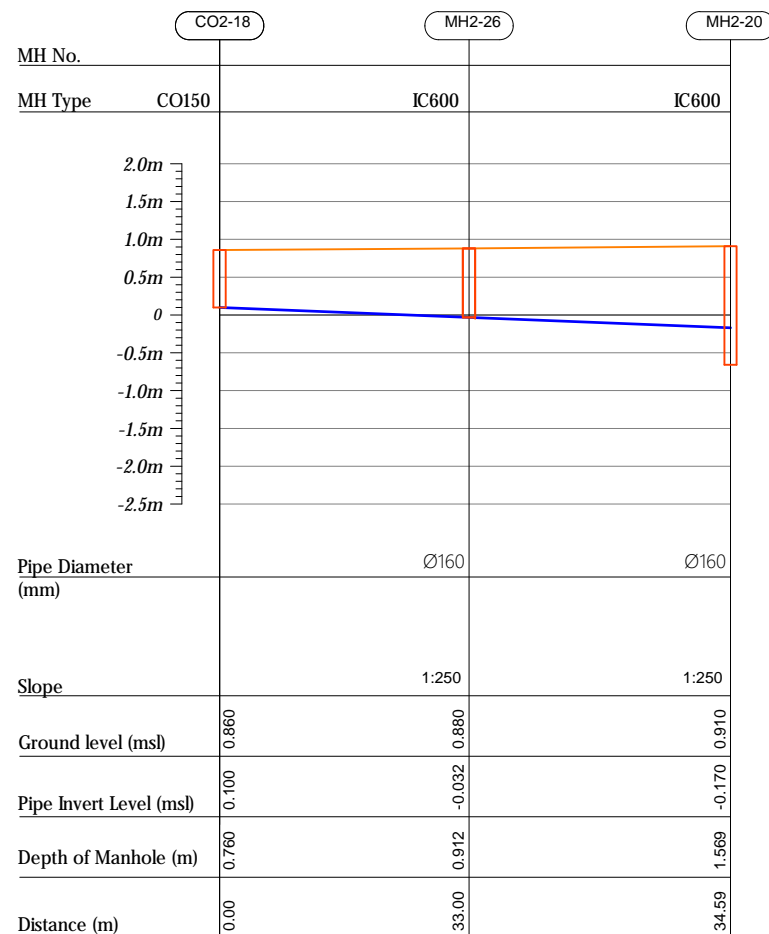 CO2-18 MH2-26 MH2-20
MH No.
MH Type CO150 IC600 IC600
2.0m
1.5m
1.0m
0.5m
0
-0.5m
-1.0m
-1.5m
-2.0m
-2.5m
Pipe Diameter Ø160 Ø160
(mm)
Slope 1:250 1:250
Ground level (msl) 0.860 0.880 0.910
Pipe Invert Level (msl) 0.100 -0.032 -0.170
Depth of Manhole (m) 0.760 0.912 1.569
Distance (m) 0.00 33.00 34.59